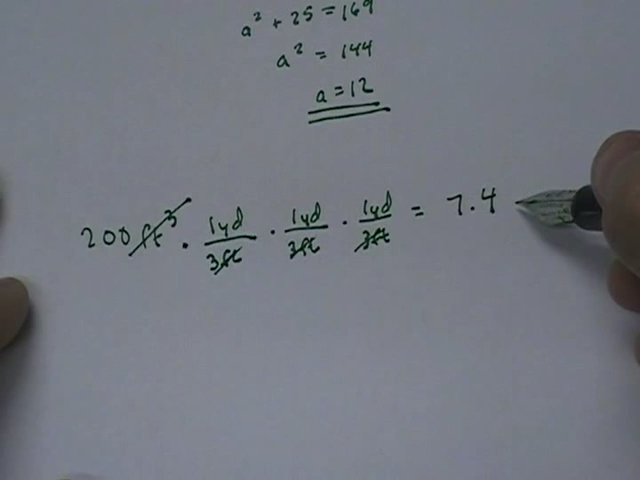 a² + 25 = 169
a² = 144
a = 12
200 ft³ · 1yd/3ft · 1yd/3ft · 1yd/3ft = 7.4